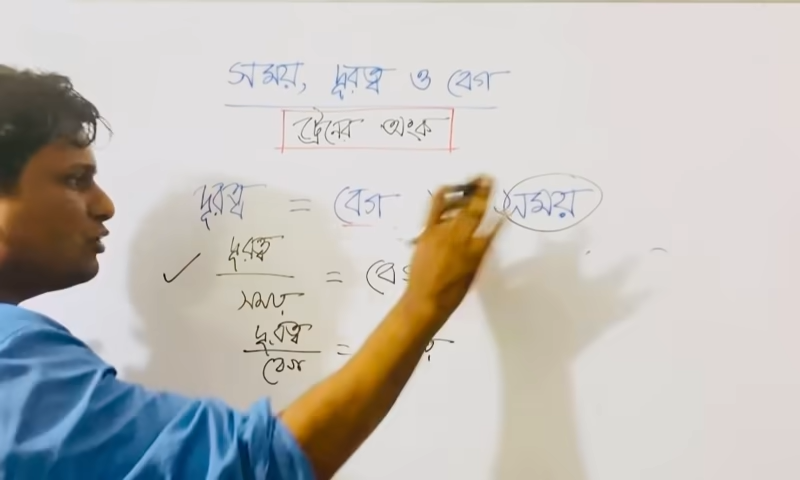 সময়, দূরত্ব ও বেগ
ট্রেনের অংক
দূরত্ব = বেগ সময়
✓ দূরত্ব / সময় = বে
দূরত্ব / বেগ =